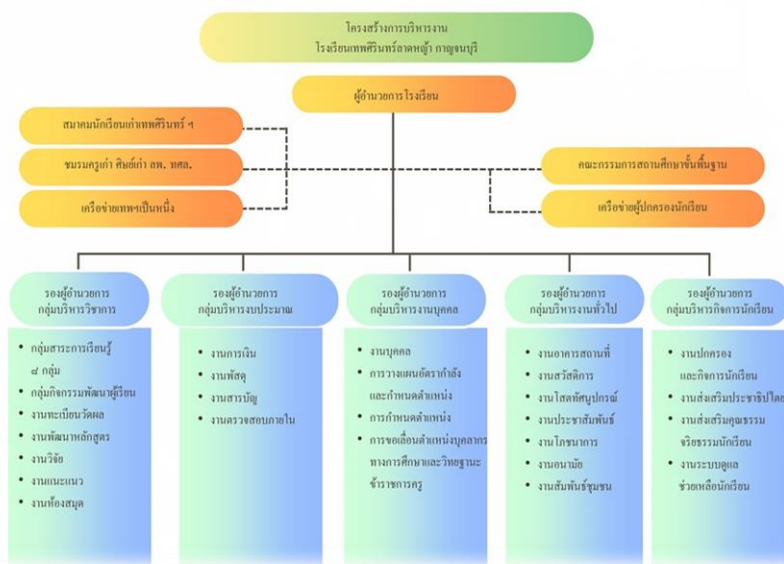 โครงสร้างการบริหารงาน
โรงเรียนเทพศิรินทร์ลาดหญ้า กาญจนบุรี
ผู้อำนวยการโรงเรียน
สมาคมนักเรียนเก่าเทพศิรินทร์ ฯ
ชมรมครูเก่า ศิษย์เก่า ลพ. ทศล.
เครือข่ายเทพฯเป็นหนึ่ง
คณะกรรมการสถานศึกษาขั้นพื้นฐาน
เครือข่ายผู้ปกครองนักเรียน
รองผู้อำนวยการ
กลุ่มบริหารวิชาการ
• กลุ่มสาระการเรียนรู้
๘ กลุ่ม
• กลุ่มกิจกรรมพัฒนาผู้เรียน
• งานทะเบียนวัดผล
• งานพัฒนาหลักสูตร
• งานวิจัย
• งานแนะแนว
• งานห้องสมุด
รองผู้อำนวยการ
กลุ่มบริหารงบประมาณ
• งานการเงิน
• งานพัสดุ
• งานสารบัญ
• งานตรวจสอบภายใน
รองผู้อำนวยการ
กลุ่มบริหารงานบุคคล
• งานบุคคล
• การวางแผนอัตรากำลัง
และกำหนดตำแหน่ง
• การกำหนดตำแหน่ง
• การขอเลื่อนตำแหน่งบุคลากร
ทางการศึกษาและวิทยฐานะ
ข้าราชการครู
รองผู้อำนวยการ
กลุ่มบริหารงานทั่วไป
• งานอาคารสถานที่
• งานสวัสดิการ
• งานโสตทัศนูปกรณ์
• งานประชาสัมพันธ์
• งานโภชนาการ
• งานอนามัย
• งานสัมพันธ์ชุมชน
รองผู้อำนวยการ
กลุ่มบริหารกิจการนักเรียน
• งานปกครอง
และกิจการนักเรียน
• งานส่งเสริมประชาธิปไตย
• งานส่งเสริมคุณธรรม
จริยธรรมนักเรียน
• งานระบบดูแล
ช่วยเหลือนักเรียน